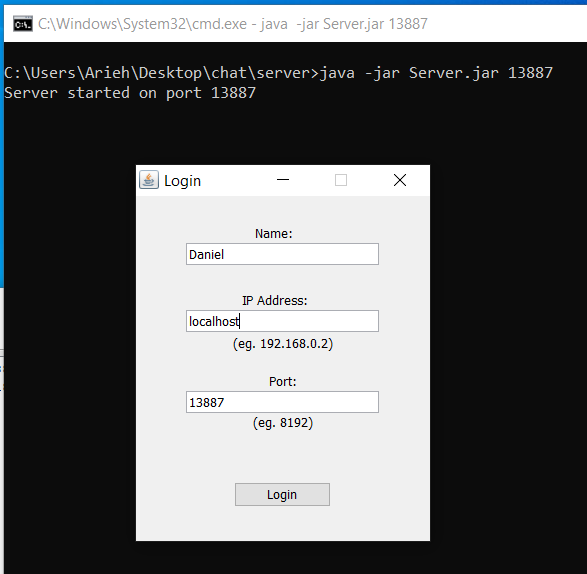 C:\Windows\System32\cmd.exe - java -jar Server.jar 13887
C:\Users\Arieh\Desktop\chat\server>java -jar Server.jar 13887
Server started on port 13887
Login
Name:
Daniel
IP Address:
localhost
(eg. 192.168.0.2)
Port:
13887
(eg. 8192)
Login